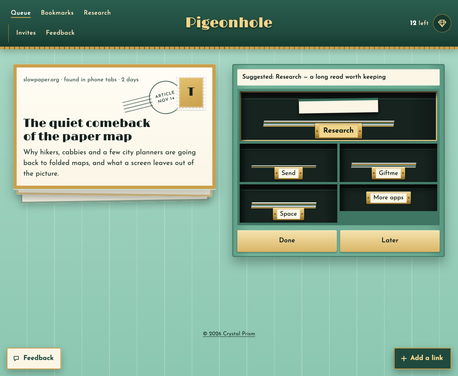 Queue
Bookmarks
Research
Invites
Feedback
Pigeonhole
12 left
slowpaper.org · found in phone tabs · 2 days
ARTICLE
NOV 14
T
The quiet comeback
of the paper map
Why hikers, cabbies and a few city planners are going
back to folded maps, and what a screen leaves out of
the picture.
Suggested: Research — a long read worth keeping
Research
Send
Giftme
Space
More apps
Done
Later
© 2026 Crystal Prism
Feedback
+ Add a link